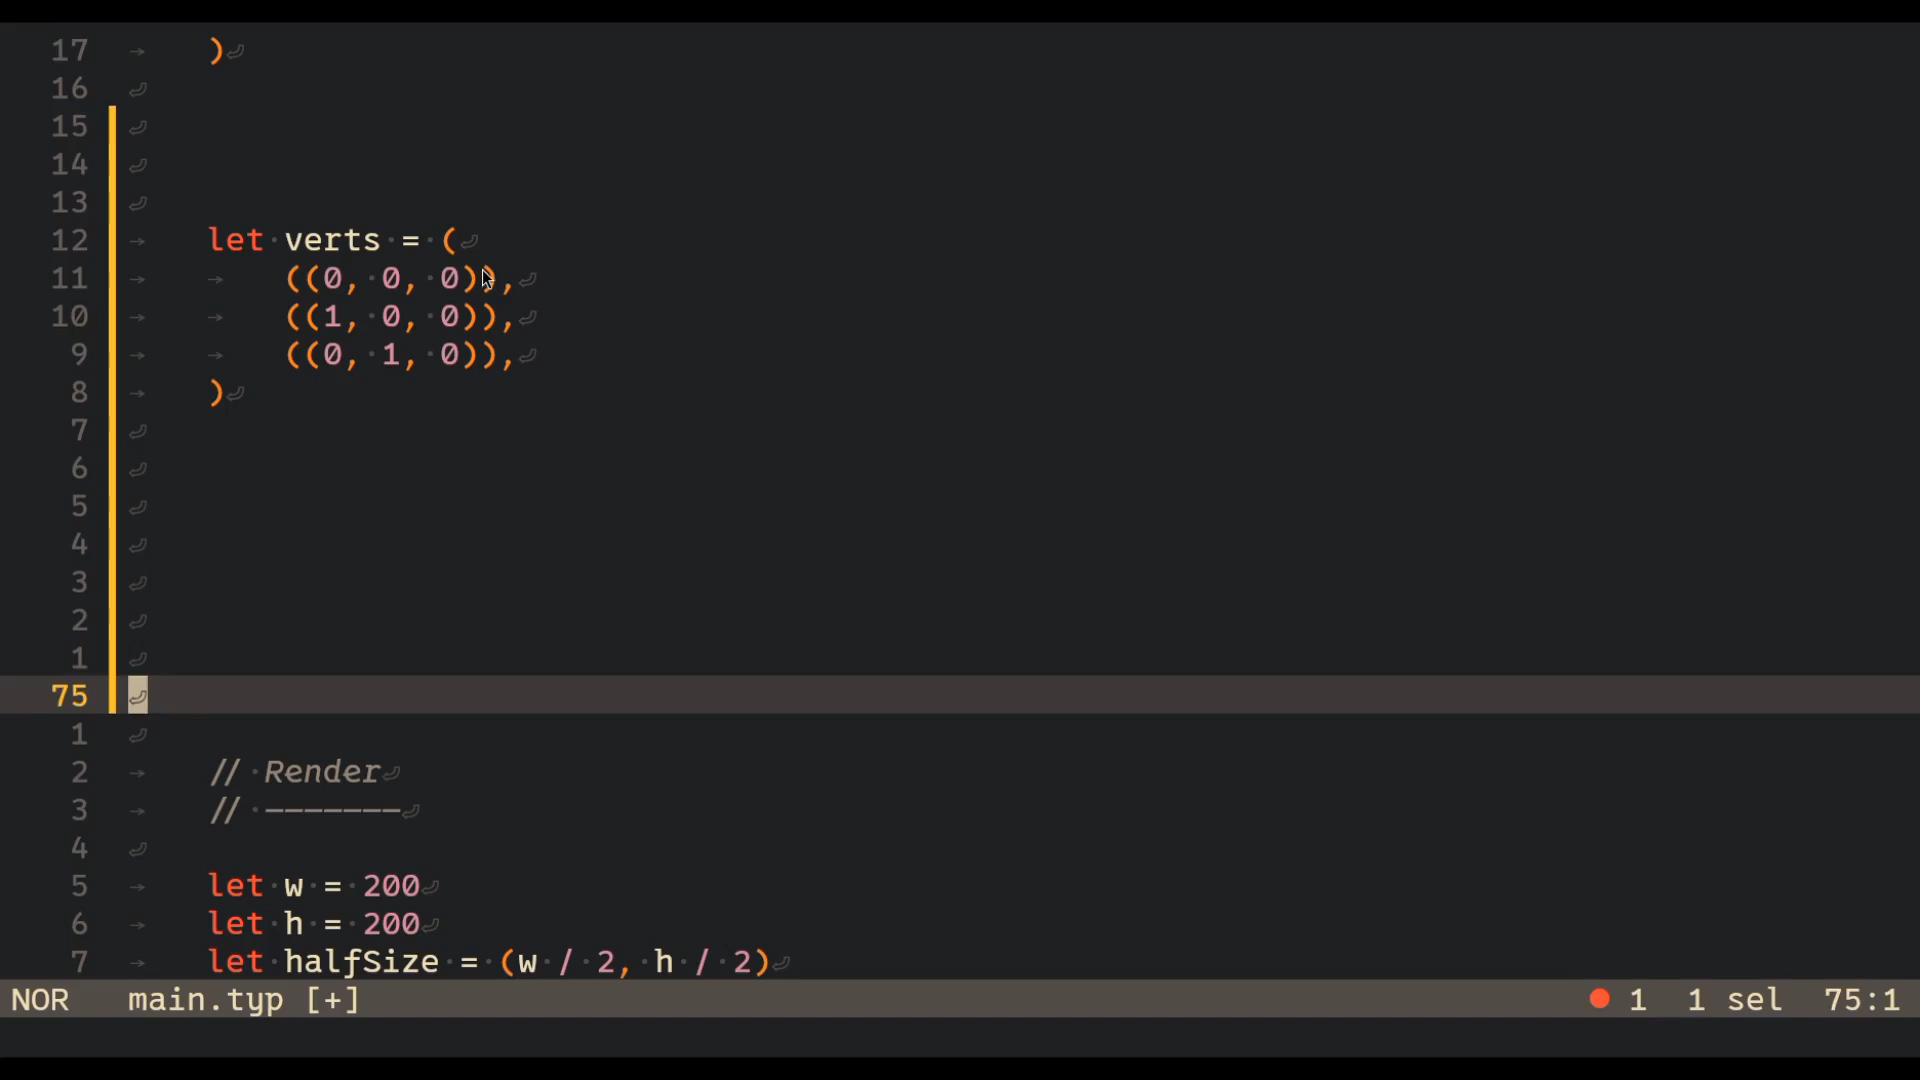 17 )
16
15
14
13
12 let verts = (
11 ((0, 0, 0)),
10 ((1, 0, 0)),
9 ((0, 1, 0)),
8 )
7
6
5
4
3
2
1
75
1
2 // Render
3 // -------
4
5 let w = 200
6 let h = 200
7 let halfSize = (w / 2, h / 2)
NOR main.typ [+] 1 1 sel 75:1